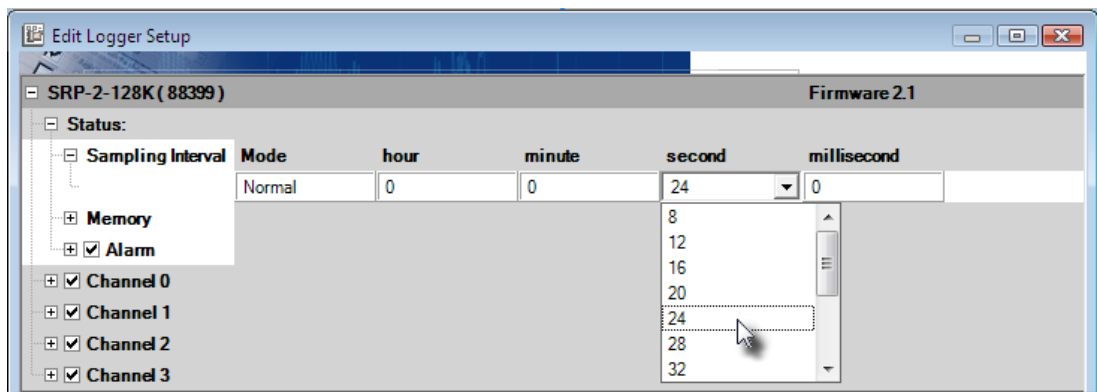 Edit Logger Setup
SRP-2-128K ( 88399 ) Firmware 2.1
Status:
Sampling Interval Mode hour minute second millisecond
Normal 0 0 24 0
8
Memory
12
Alarm
16
Channel 0
20
Channel 1
24
Channel 2
28
Channel 3
32